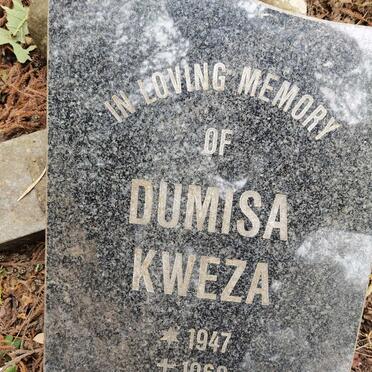 IN LOVING MEMORY
OF
DUMISA
KWEZA
* 1947